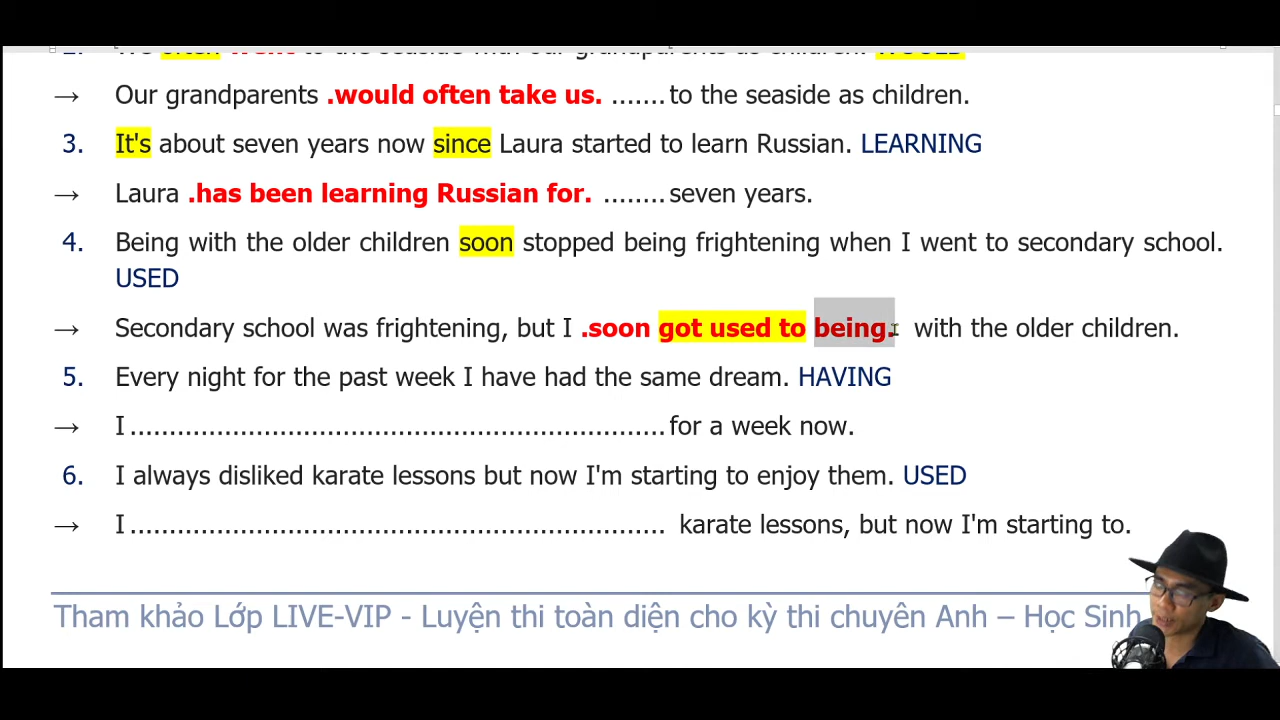 → Our grandparents .would often take us. .......to the seaside as children.
3. It's about seven years now since Laura started to learn Russian. LEARNING
→ Laura .has been learning Russian for. ........seven years.
4. Being with the older children soon stopped being frightening when I went to secondary school.
USED
→ Secondary school was frightening, but I .soon got used to being. with the older children.
5. Every night for the past week I have had the same dream. HAVING
→ I....................................................................for a week now.
6. I always disliked karate lessons but now I'm starting to enjoy them. USED
→ I.................................................................... karate lessons, but now I'm starting to.
Tham khảo Lớp LIVE-VIP - Luyện thi toàn diện cho kỳ thi chuyên Anh – Học Sinh